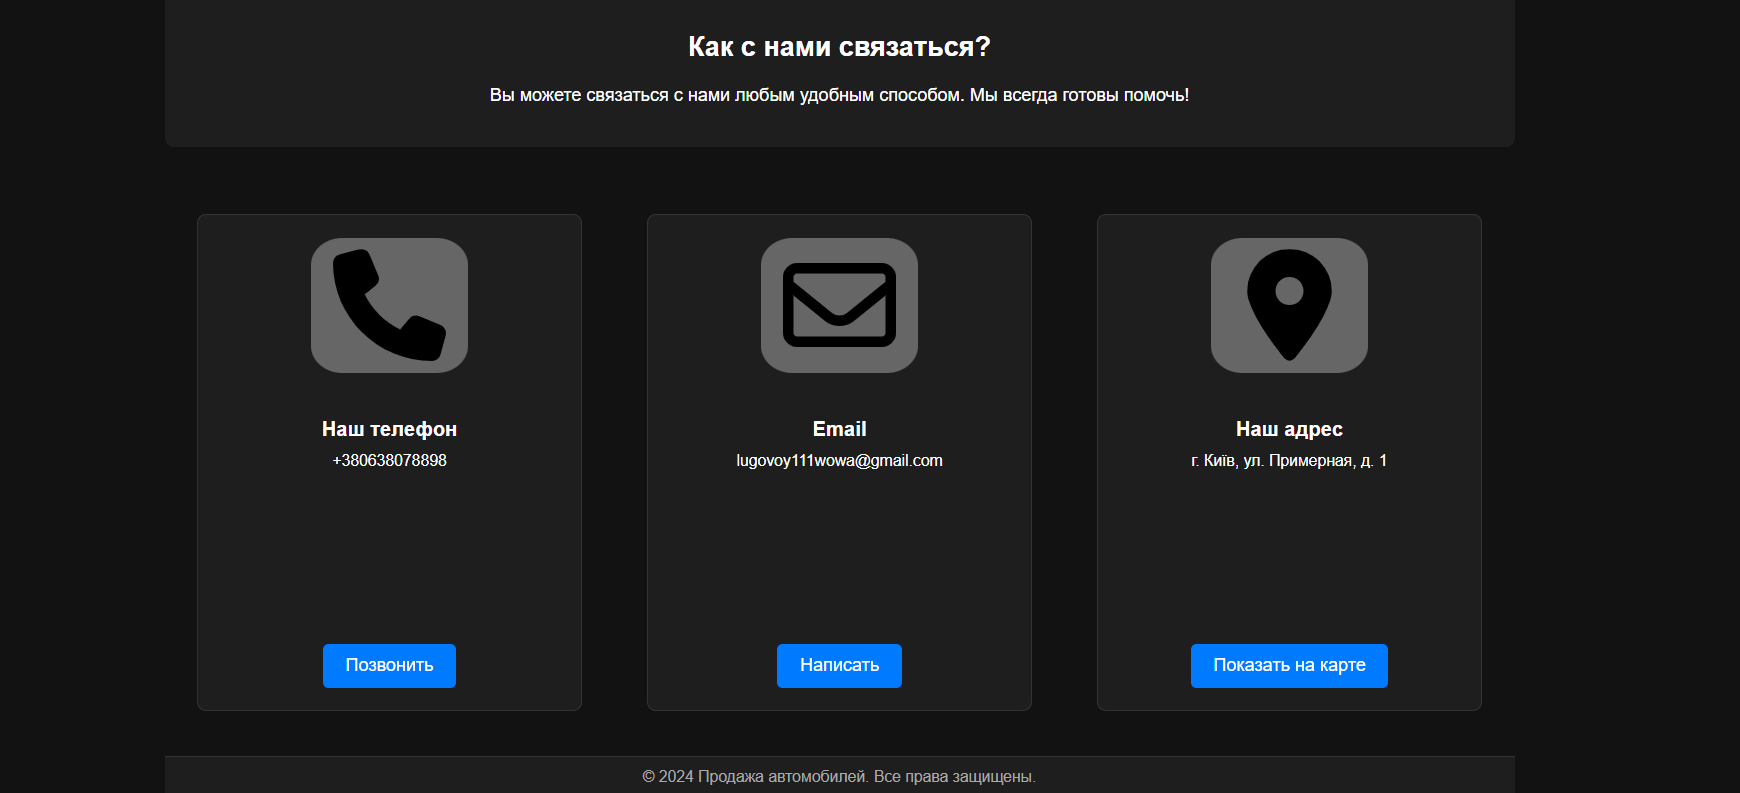 Как с нами связаться?
Вы можете связаться с нами любым удобным способом. Мы всегда готовы помочь!
Наш телефон
+380638078898
Позвонить
Email
lugovoy111wowa@gmail.com
Написать
Наш адрес
г. Київ, ул. Примерная, д. 1
Показать на карте
© 2024 Продажа автомобилей. Все права защищены.